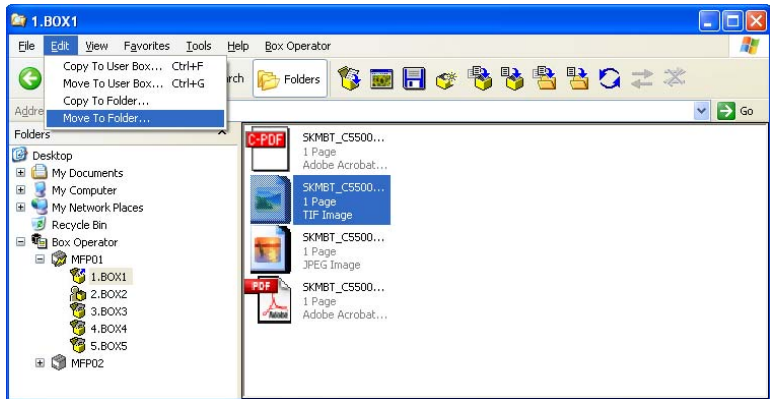 1.BOX1
File Edit View Favorites Tools Help Box Operator
Copy To User Box... Ctrl+F
Move To User Box... Ctrl+G
Copy To Folder...
Move To Folder...
rch Folders
Addre
Go
Folders
Desktop
My Documents
My Computer
My Network Places
Recycle Bin
Box Operator
MFP01
1.BOX1
2.BOX2
3.BOX3
4.BOX4
5.BOX5
MFP02
C-PDF
SKMBT_C5500...
1 Page
Adobe Acrobat...
SKMBT_C5500...
1 Page
TIF Image
SKMBT_C5500...
1 Page
JPEG Image
PDF
Adobe
SKMBT_C5500...
1 Page
Adobe Acrobat...